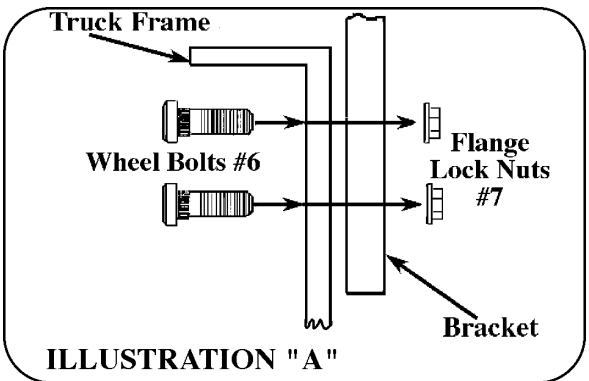 Truck Frame
Wheel Bolts #6
Flange
Lock Nuts
#7
Bracket
ILLUSTRATION "A"